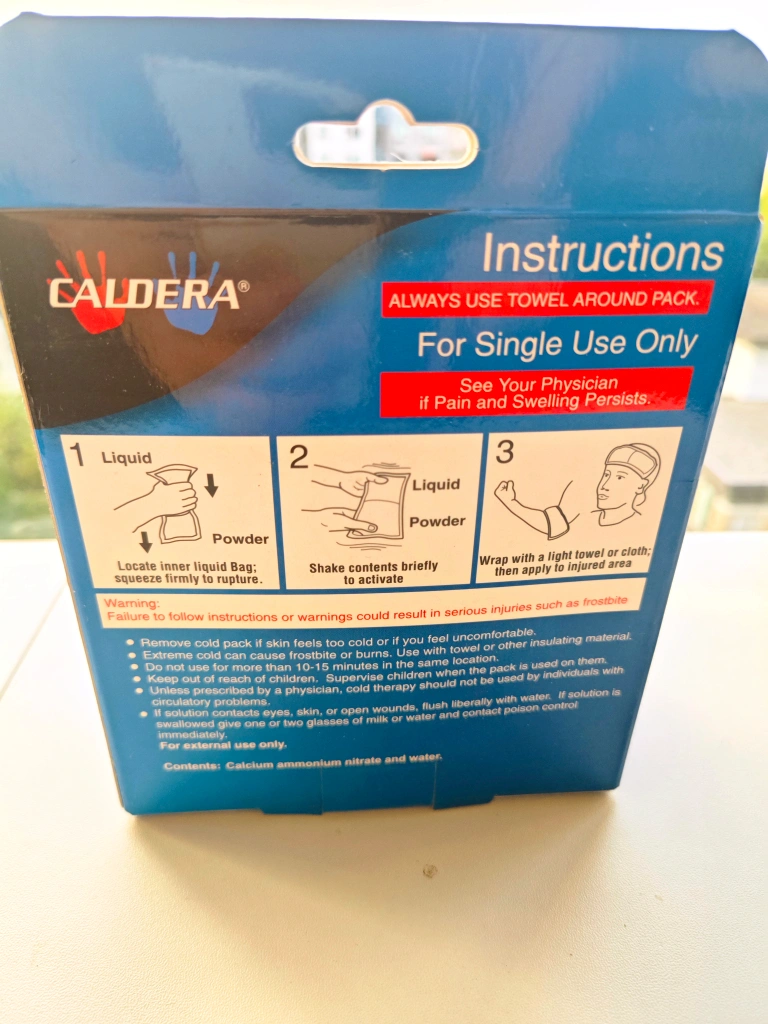 CALDERA®
Instructions
ALWAYS USE TOWEL AROUND PACK.
For Single Use Only
See Your Physician
if Pain and Swelling Persists.
1 Liquid
Powder
Locate inner liquid Bag;
squeeze firmly to rupture.
2
Liquid
Powder
Shake contents briefly
to activate
3
Wrap with a light towel or cloth;
then apply to injured area
Warning:
Failure to follow instructions or warnings could result in serious injuries such as frostbite
• Remove cold pack if skin feels too cold or if you feel uncomfortable.
• Extreme cold can cause frostbite or burns. Use with towel or other insulating material.
• Do not use for more than 10-15 minutes in the same location.
• Keep out of reach of children. Supervise children when the pack is used on them.
• Unless prescribed by a physician, cold therapy should not be used by individuals with
circulatory problems.
• If solution contacts eyes, skin, or open wounds, flush liberally with water. If solution is
swallowed give one or two glasses of milk or water and contact poison control
immediately.
For external use only.
Contents: Calcium ammonium nitrate and water.